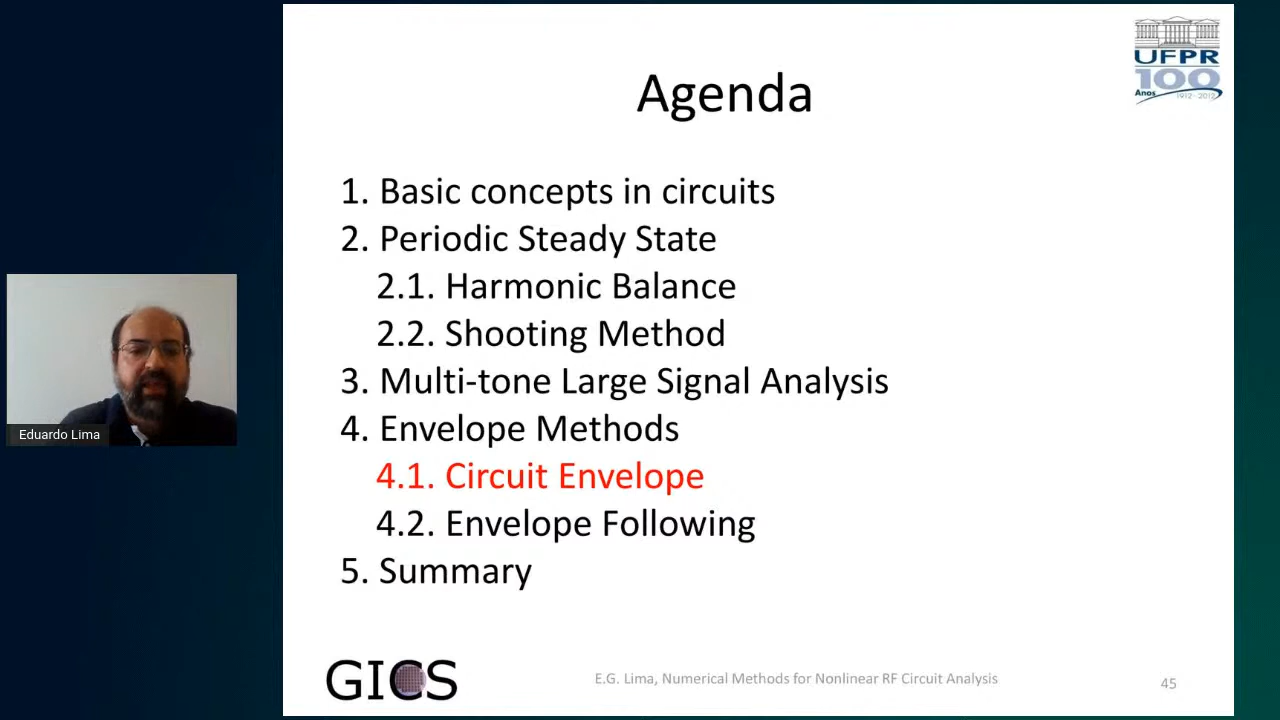 UFPR
100
Anos 1912-2012
Agenda
1. Basic concepts in circuits
2. Periodic Steady State
2.1. Harmonic Balance
2.2. Shooting Method
3. Multi-tone Large Signal Analysis
4. Envelope Methods
4.1. Circuit Envelope
4.2. Envelope Following
5. Summary
Eduardo Lima
GICS
E.G. Lima, Numerical Methods for Nonlinear RF Circuit Analysis
45